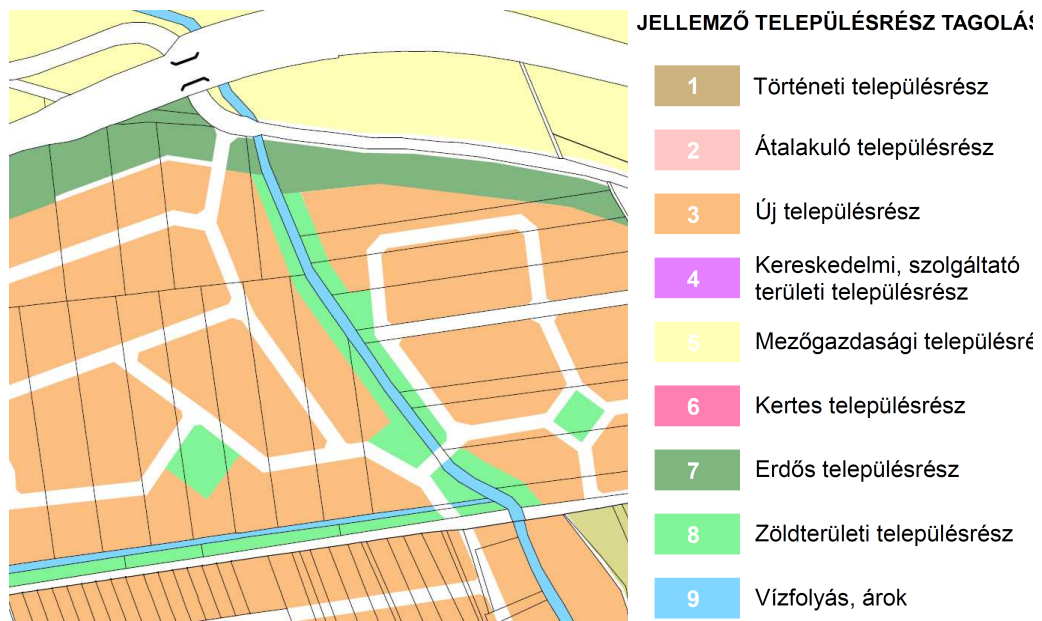 JELLEMZŐ TELEPÜLÉSRÉSZ TAGOLÁS
1 Történeti településrész
2 Átalakuló településrész
3 Új településrész
4 Kereskedelmi, szolgáltató
területi településrész
5 Mezőgazdasági településré
6 Kertes településrész
7 Erdős településrész
8 Zöldterületi településrész
9 Vízfolyás, árok